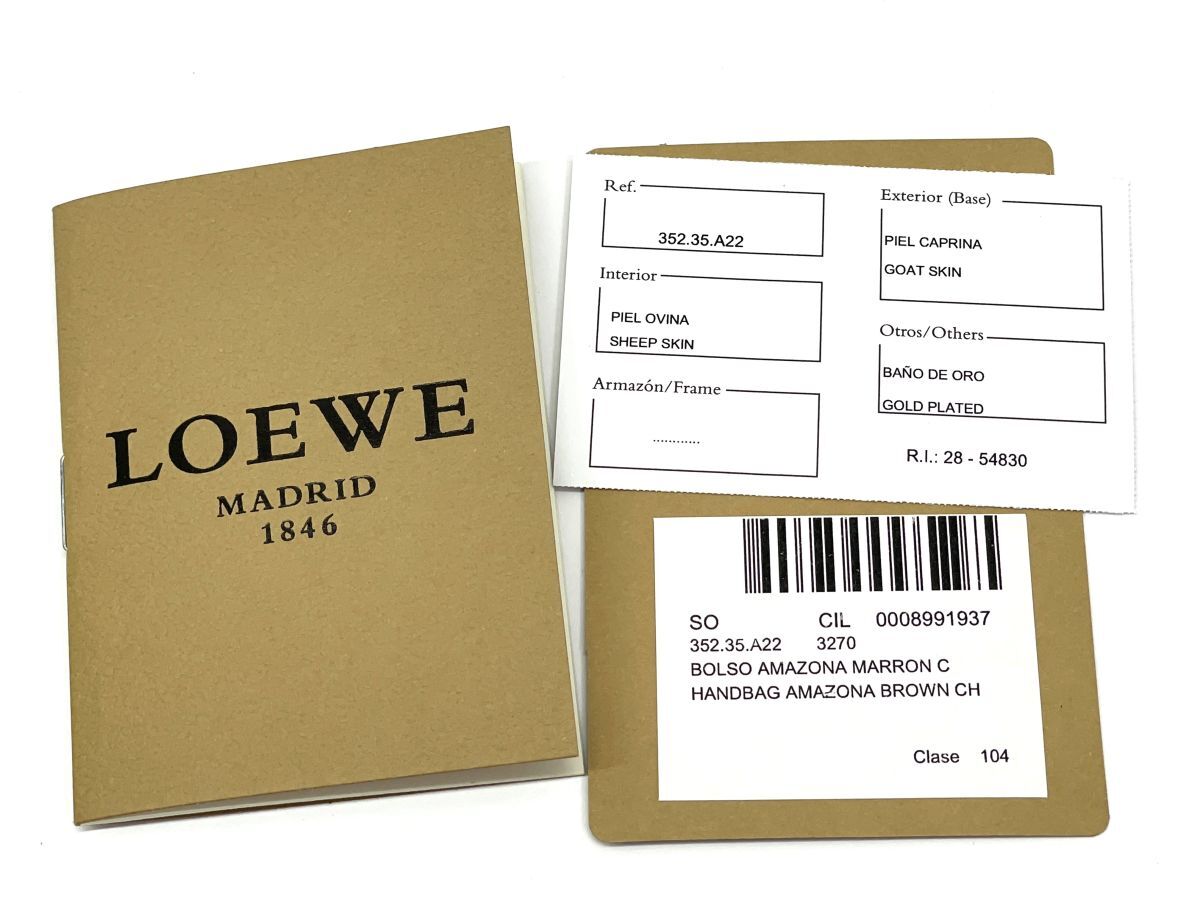 LOEWE
MADRID
1846
Ref.
352.35.A22
Interior
PIEL OVINA
SHEEP SKIN
Armazón/Frame
............
Exterior (Base)
PIEL CAPRINA
GOAT SKIN
Otros/Others
BAÑO DE ORO
GOLD PLATED
R.I.: 28 - 54830
SO CIL 0008991937
352.35.A22 3270
BOLSO AMAZONA MARRON C
HANDBAG AMAZONA BROWN CH
Clase 104